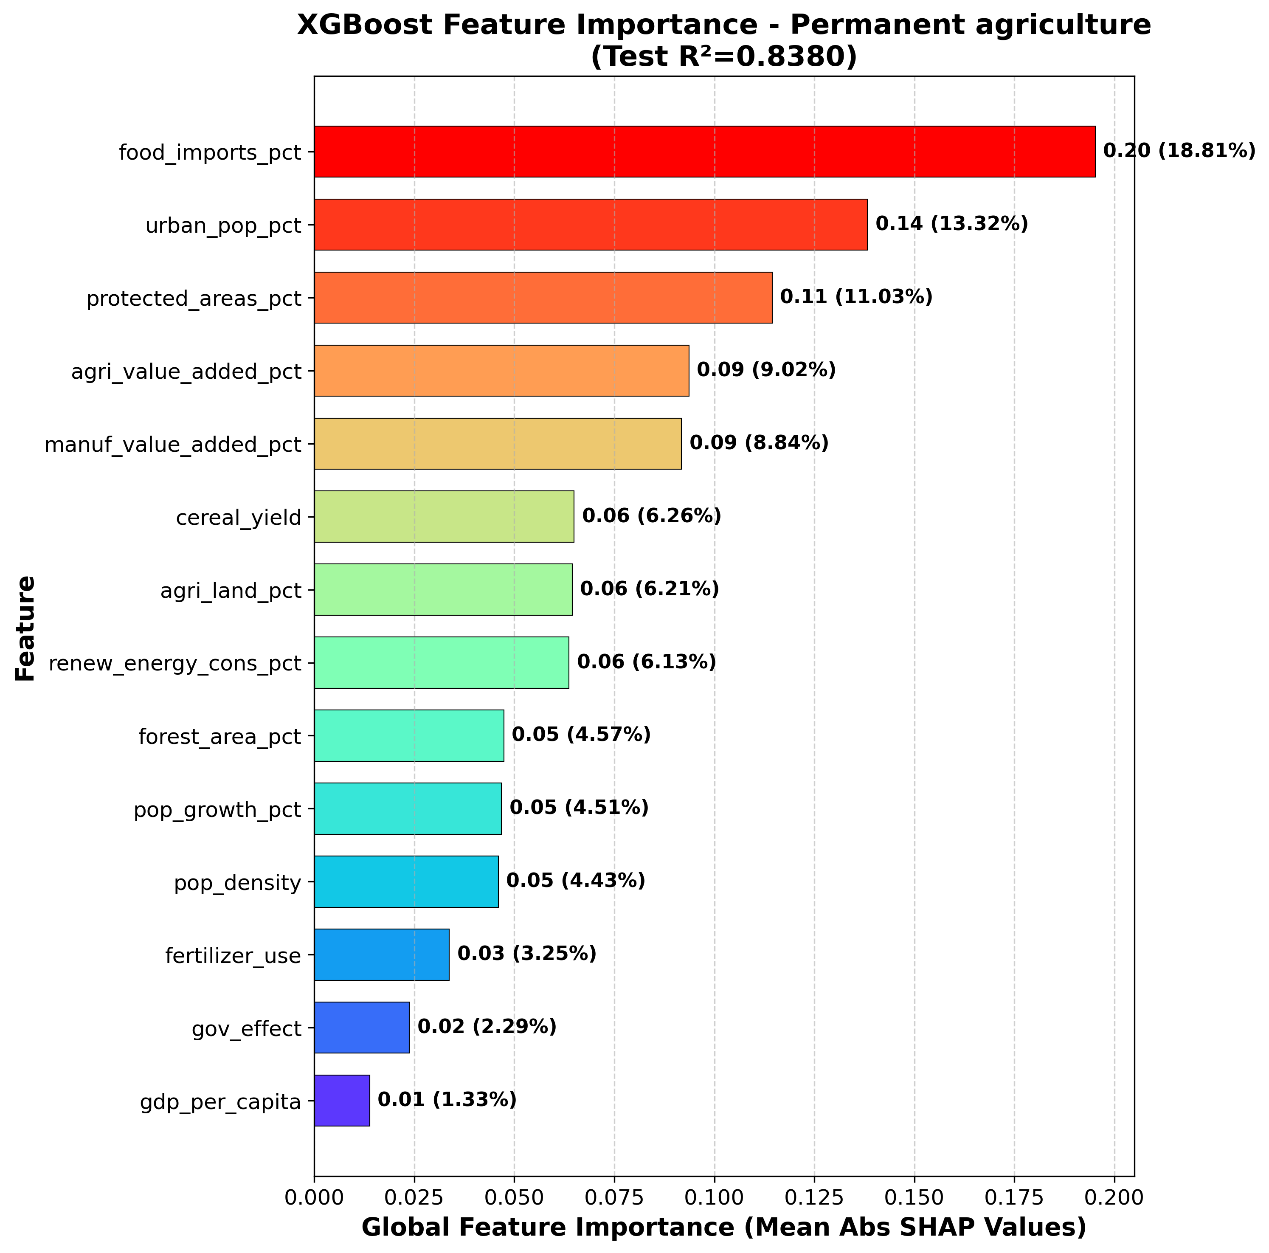 XGBoost Feature Importance - Permanent agriculture
(Test R²=0.8380)
food_imports_pct 0.20 (18.81%)
urban_pop_pct 0.14 (13.32%)
protected_areas_pct 0.11 (11.03%)
agri_value_added_pct 0.09 (9.02%)
manuf_value_added_pct 0.09 (8.84%)
cereal_yield 0.06 (6.26%)
agri_land_pct 0.06 (6.21%)
renew_energy_cons_pct 0.06 (6.13%)
forest_area_pct 0.05 (4.57%)
pop_growth_pct 0.05 (4.51%)
pop_density 0.05 (4.43%)
fertilizer_use 0.03 (3.25%)
gov_effect 0.02 (2.29%)
gdp_per_capita 0.01 (1.33%)
Feature
0.000 0.025 0.050 0.075 0.100 0.125 0.150 0.175 0.200
Global Feature Importance (Mean Abs SHAP Values)